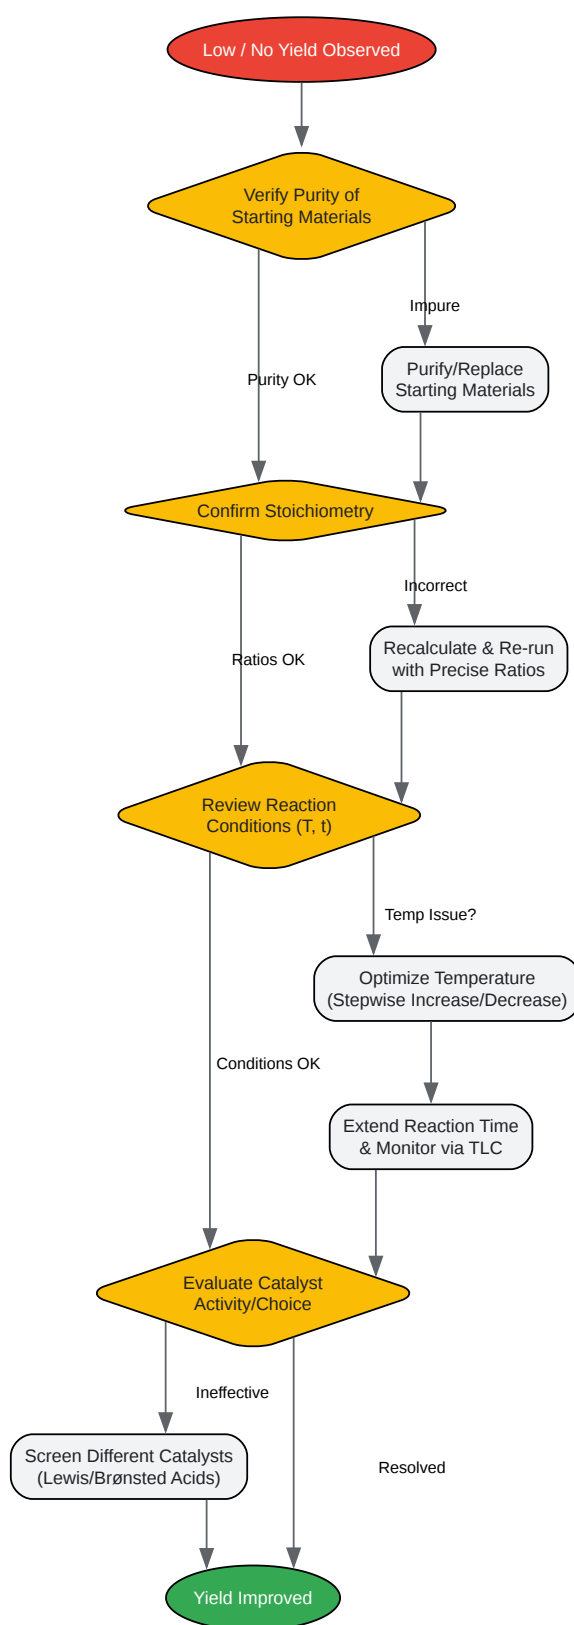 Low / No Yield Observed
Verify Purity of
Starting Materials
Impure
Purify/Replace
Starting Materials
Purity OK
Confirm Stoichiometry
Incorrect
Recalculate & Re-run
with Precise Ratios
Ratios OK
Review Reaction
Conditions (T, t)
Temp Issue?
Optimize Temperature
(Stepwise Increase/Decrease)
Conditions OK
Extend Reaction Time
& Monitor via TLC
Evaluate Catalyst
Activity/Choice
Ineffective
Screen Different Catalysts
(Lewis/Brønsted Acids)
Resolved
Yield Improved